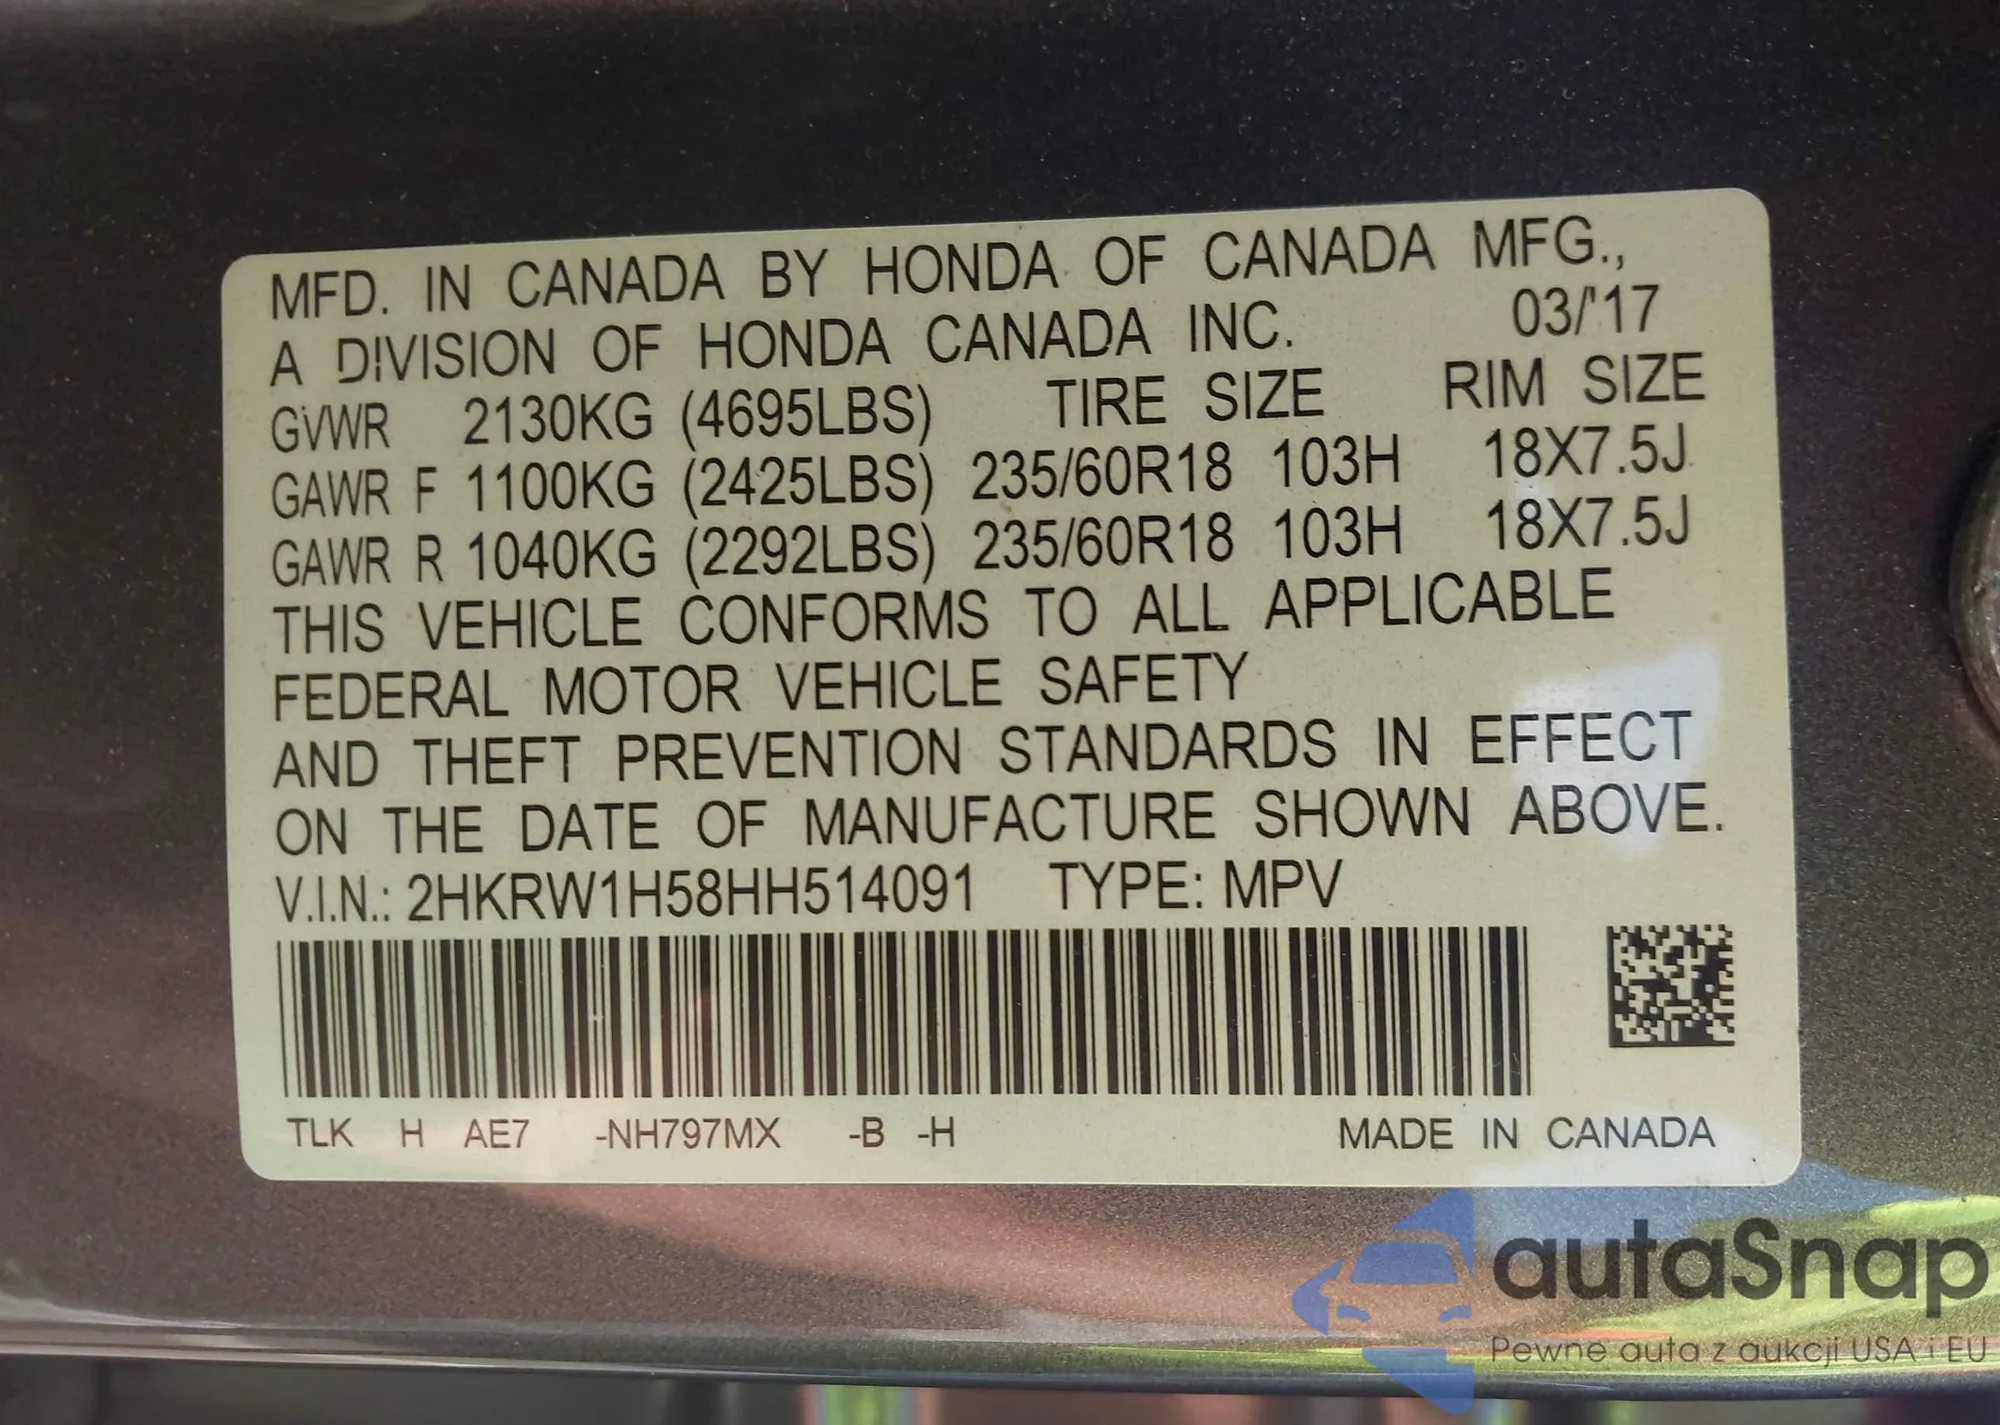 MFD. IN CANADA BY HONDA OF CANADA MFG.,
A DIVISION OF HONDA CANADA INC. 03/'17
GVWR 2130KG (4695LBS) TIRE SIZE RIM SIZE
GAWR F 1100KG (2425LBS) 235/60R18 103H 18X7.5J
GAWR R 1040KG (2292LBS) 235/60R18 103H 18X7.5J
THIS VEHICLE CONFORMS TO ALL APPLICABLE
FEDERAL MOTOR VEHICLE SAFETY
AND THEFT PREVENTION STANDARDS IN EFFECT
ON THE DATE OF MANUFACTURE SHOWN ABOVE.
V.I.N.: 2HKRW1H58HH514091 TYPE: MPV
TLK H AE7 -NH797MX -B -H MADE IN CANADA
autaSnap
Pewne auta z aukcji USA i EU